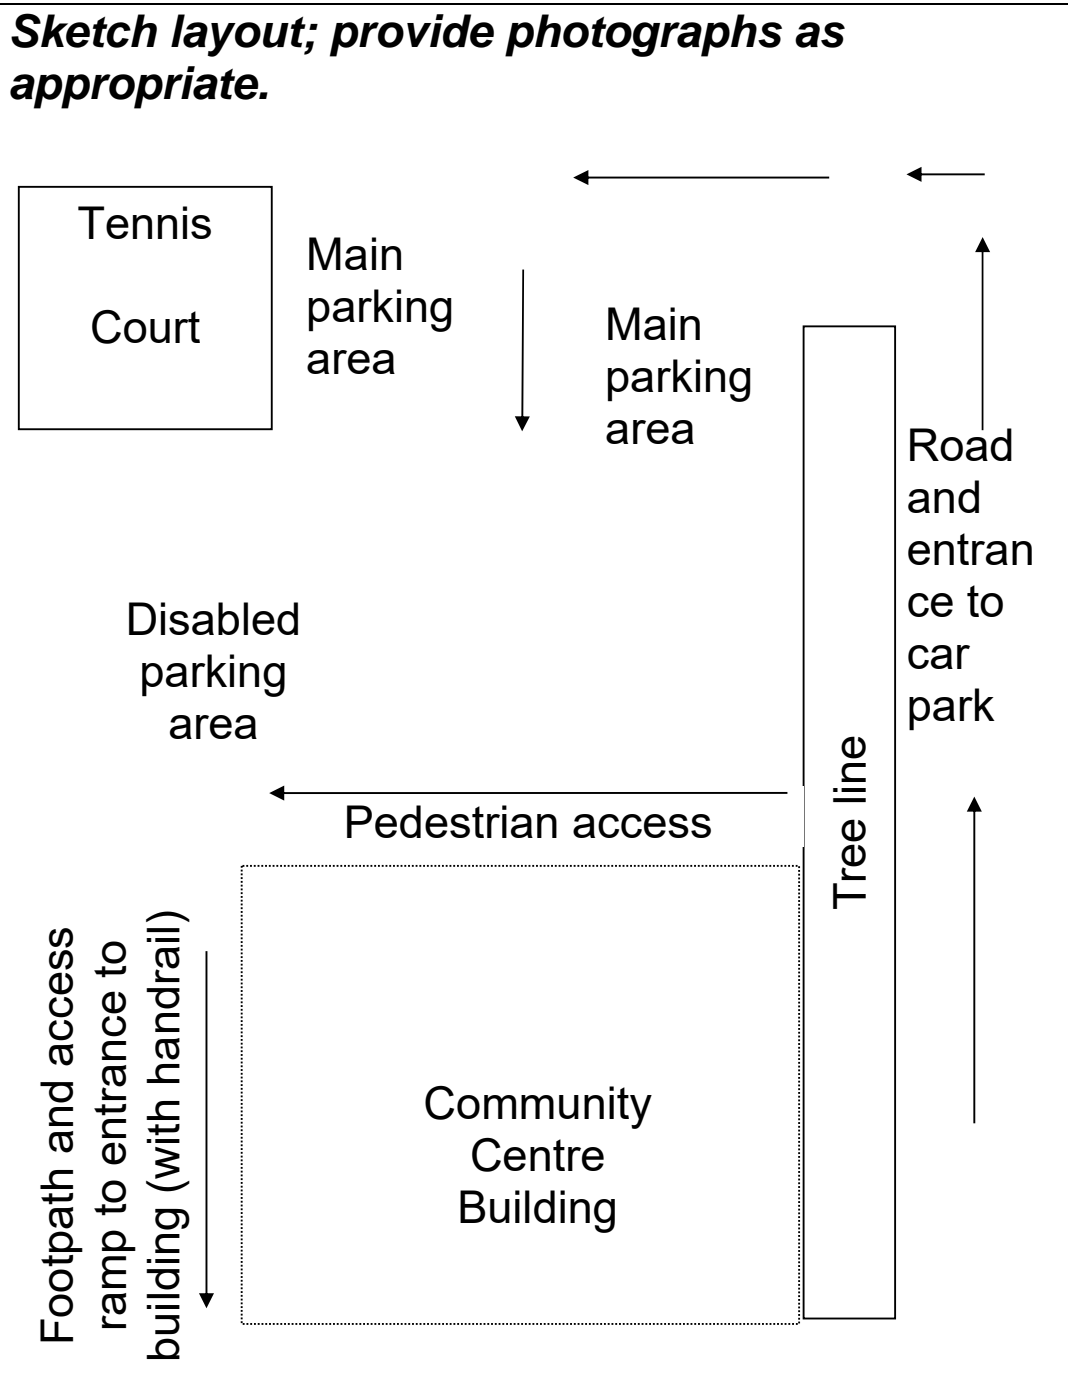 Sketch layout; provide photographs as
appropriate.
Tennis
Court
Main
parking
area
Main
parking
area
Road
and
entran
ce to
car
park
Disabled
parking
area
Pedestrian access
Tree line
Footpath and access
ramp to entrance to
building (with handrail)
Community
Centre
Building